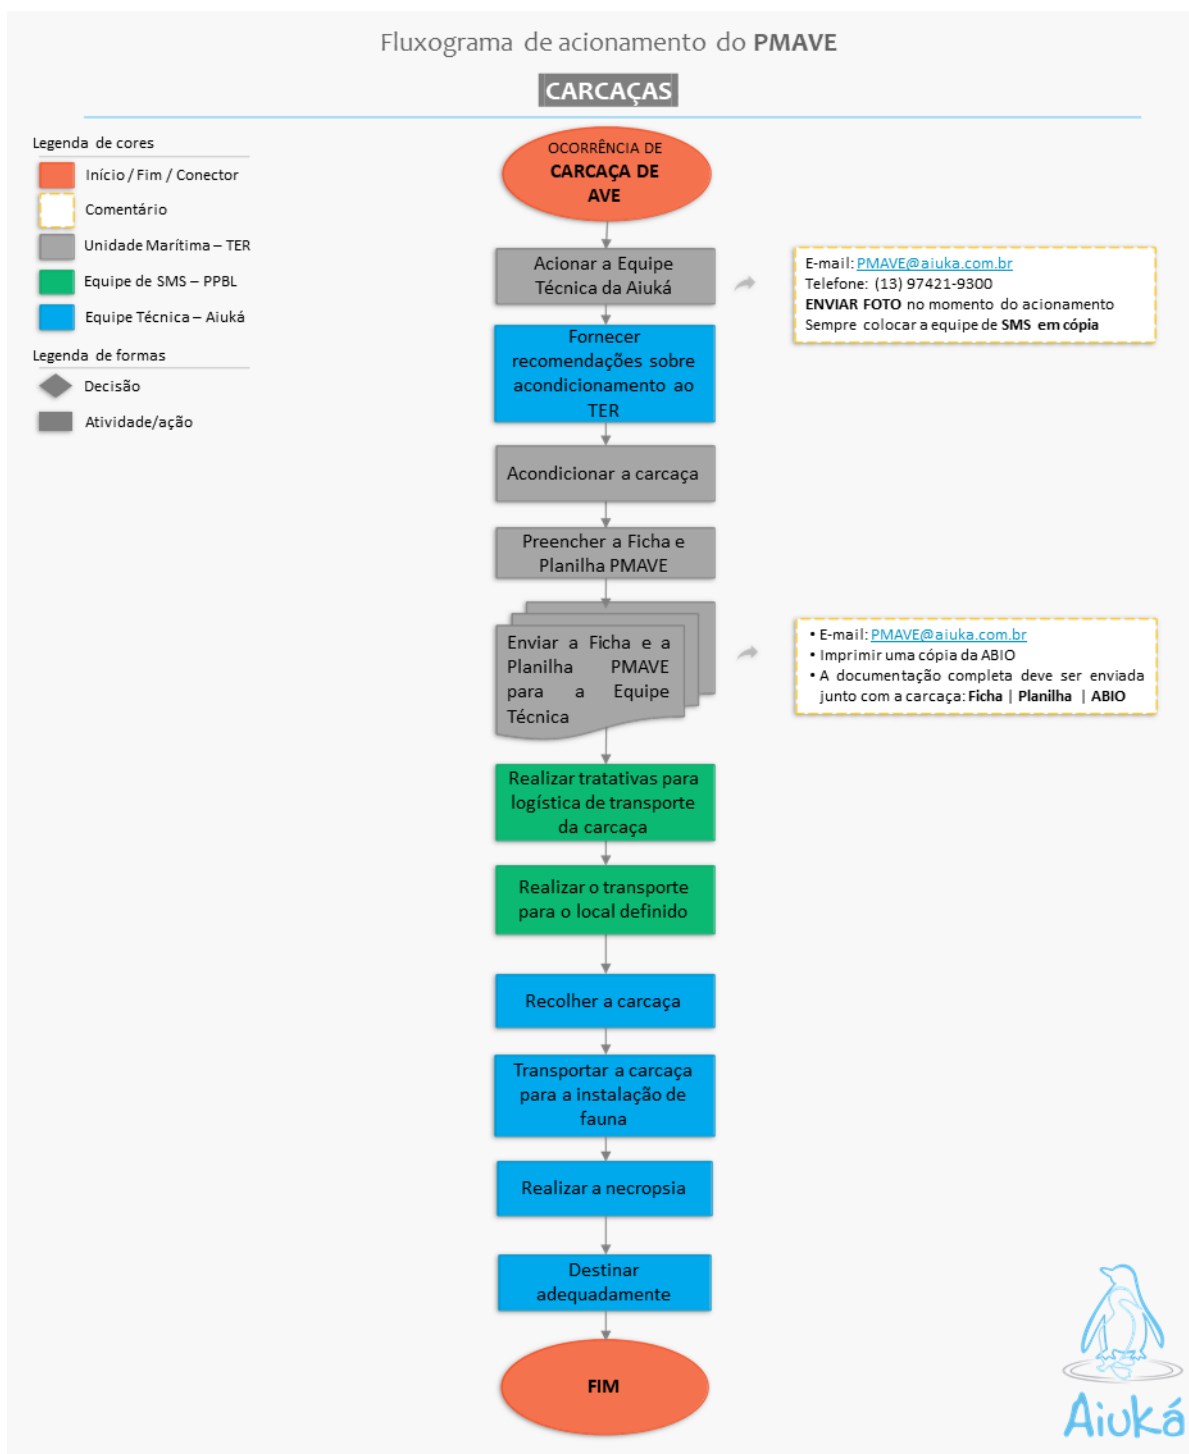 Fluxograma de acionamento do PMAVE
CARCAÇAS
Legenda de cores
Início / Fim / Conector
Comentário
Unidade Marítima – TER
Equipe de SMS – PPBL
Equipe Técnica – Aiuká
Legenda de formas
Decisão
Atividade/ação
OCORRÊNCIA DE
CARCAÇA DE
AVE
Acionar a Equipe
Técnica da Aiuká
E-mail: PMAVE@aiuka.com.br
Telefone: (13) 97421-9300
ENVIAR FOTO no momento do acionamento
Sempre colocar a equipe de SMS em cópia
Fornecer
recomendações sobre
acondicionamento ao
TER
Acondicionar a carcaça
Preencher a Ficha e
Planilha PMAVE
Enviar a Ficha e a
Planilha PMAVE
para a Equipe
Técnica
• E-mail: PMAVE@aiuka.com.br
• Imprimir uma cópia da ABIO
• A documentação completa deve ser enviada
junto com a carcaça: Ficha | Planilha | ABIO
Realizar tratativas para
logística de transporte
da carcaça
Realizar o transporte
para o local definido
Recolher a carcaça
Transportar a carcaça
para a instalação de
fauna
Realizar a necropsia
Destinar
adequadamente
FIM
Aiuká